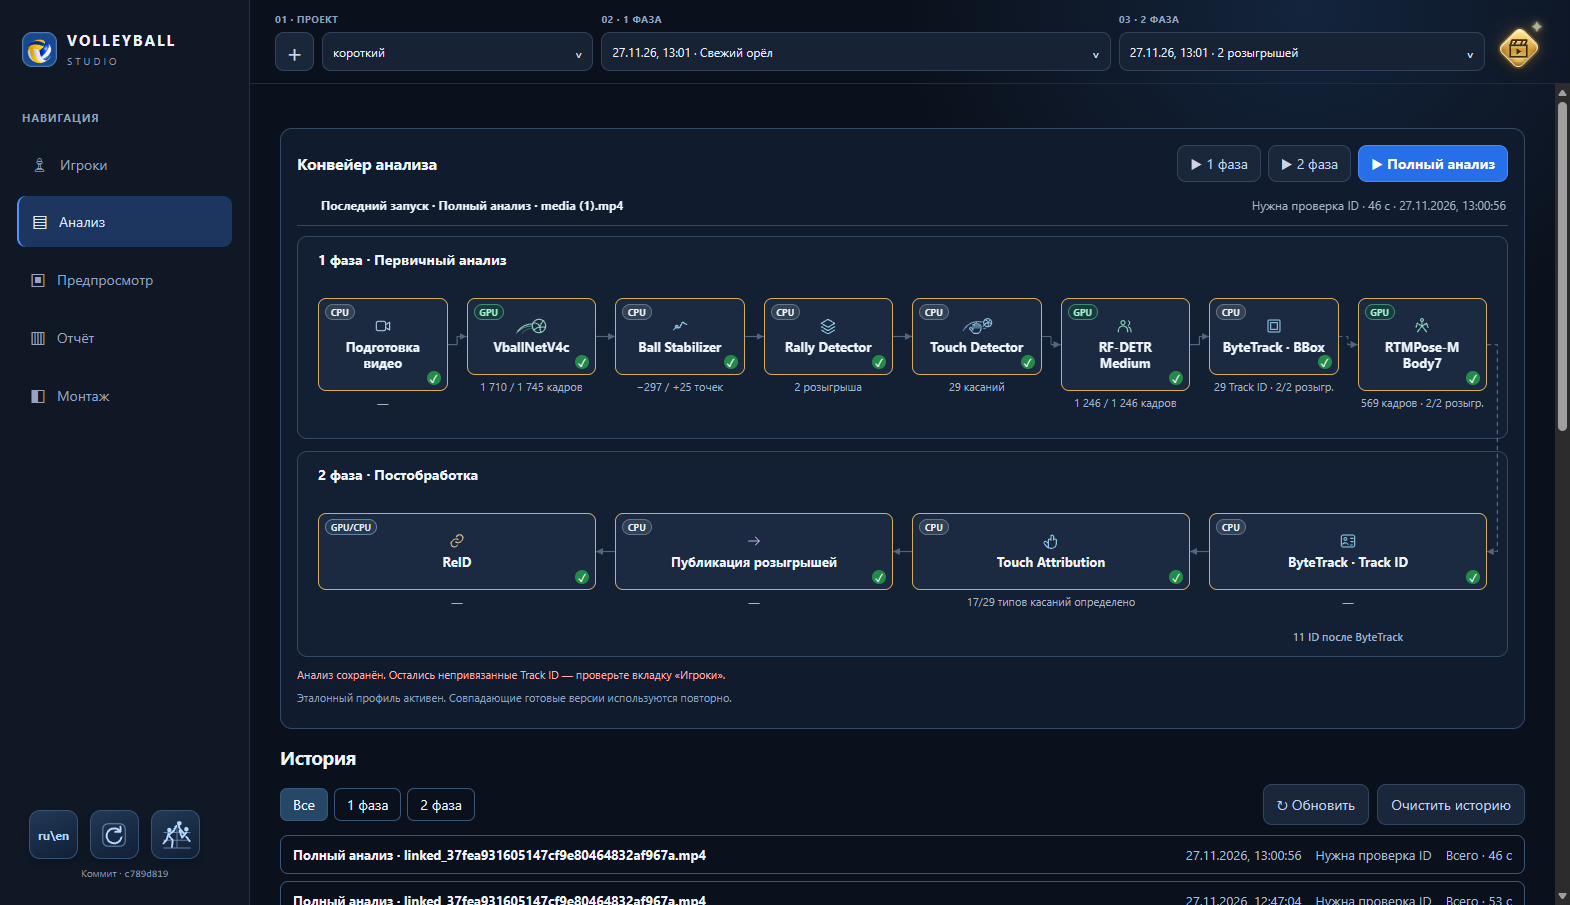 VOLLEYBALL
STUDIO
НАВИГАЦИЯ
Игроки
Анализ
Предпросмотр
Отчёт
Монтаж
ru\en
Коммит · c789d819
01 · ПРОЕКТ
02 · 1 ФАЗА
03 · 2 ФАЗА
+
короткий
27.11.26, 13:01 · Свежий орёл
27.11.26, 13:01 · 2 розыгрышей
Конвейер анализа
▶ 1 фаза
▶ 2 фаза
▶ Полный анализ
Последний запуск · Полный анализ · media (1).mp4
Нужна проверка ID · 46 с · 27.11.2026, 13:00:56
1 фаза · Первичный анализ
CPU
Подготовка
видео
—
GPU
VballNetV4c
1 710 / 1 745 кадров
CPU
Ball Stabilizer
−297 / +25 точек
CPU
Rally Detector
2 розыгрыша
CPU
Touch Detector
29 касаний
GPU
RF-DETR
Medium
1 246 / 1 246 кадров
CPU
ByteTrack · BBox
29 Track ID · 2/2 розыгр.
GPU
RTMPose-M
Body7
569 кадров · 2/2 розыгр.
2 фаза · Постобработка
GPU/CPU
ReID
—
CPU
Публикация розыгрышей
—
CPU
Touch Attribution
17/29 типов касаний определено
CPU
ByteTrack · Track ID
—
11 ID после ByteTrack
Анализ сохранён. Остались непривязанные Track ID — проверьте вкладку «Игроки».
Эталонный профиль активен. Совпадающие готовые версии используются повторно.
История
Все
1 фаза
2 фаза
↻ Обновить
Очистить историю
Полный анализ · linked_37fea931605147cf9e80464832af967a.mp4
27.11.2026, 13:00:56 Нужна проверка ID Всего · 46 с
Полный анализ · linked_37fea931605147cf9e80464832af967a.mp4
27.11.2026, 12:47:04 Нужна проверка ID Всего · 53 с